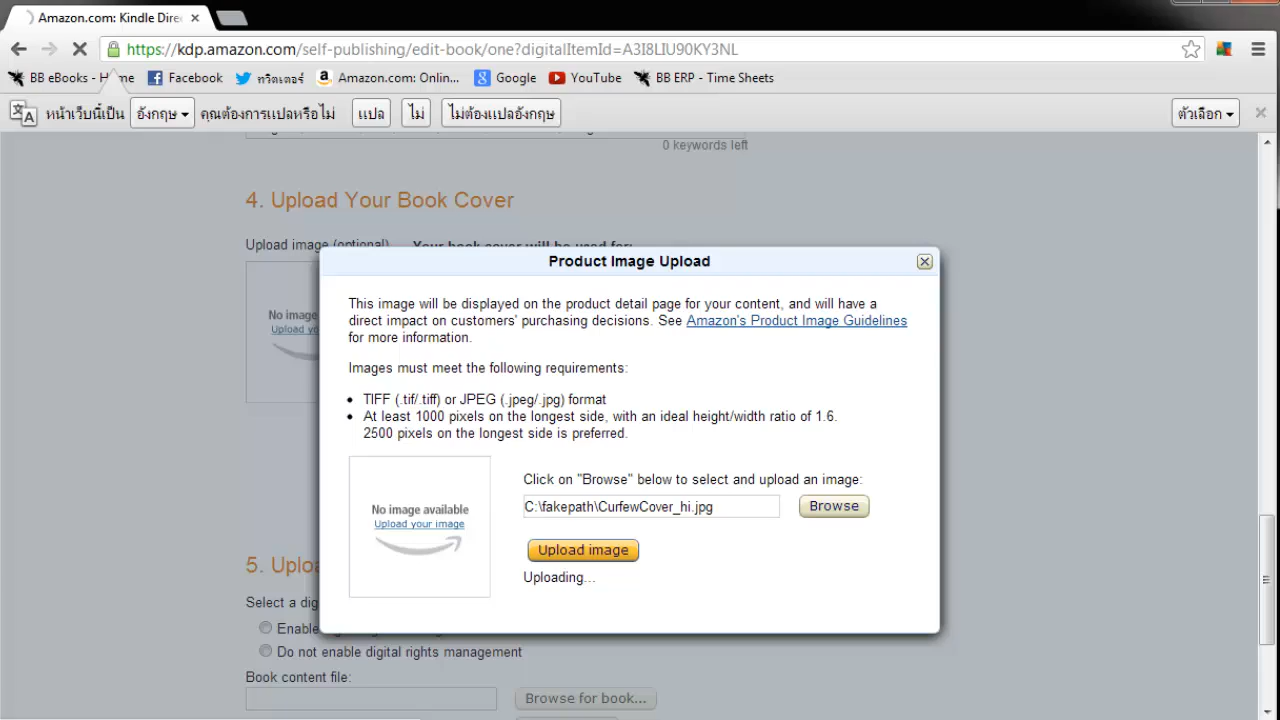 Amazon.com: Kindle Dire
https://kdp.amazon.com/self-publishing/edit-book/one?digitalItemId=A3I8LIU90KY3NL
BB eBooks - H me Facebook ทวิตเตอร์ Amazon.com: Onlin... Google YouTube BB ERP - Time Sheets
หน้าเว็บนี้เป็น อังกฤษ คุณต้องการแปลหรือไม่ แปล ไม่ ไม่ต้องแปลอังกฤษ ตัวเลือก
0 keywords left
4. Upload Your Book Cover
Upload image (optional) Your book cover will be used for:
Product Image Upload
This image will be displayed on the product detail page for your content, and will have a
direct impact on customers' purchasing decisions. See Amazon's Product Image Guidelines
for more information.
Images must meet the following requirements:
• TIFF (.tif/.tiff) or JPEG (.jpeg/.jpg) format
• At least 1000 pixels on the longest side, with an ideal height/width ratio of 1.6.
2500 pixels on the longest side is preferred.
No image
Upload yo
Click on "Browse" below to select and upload an image:
C:\fakepath\CurfewCover_hi.jpg Browse
No image available
Upload your image
Upload image
Uploading...
5. Uplo
Select a dig
Enable
Do not enable digital rights management
Book content file:
Browse for book...